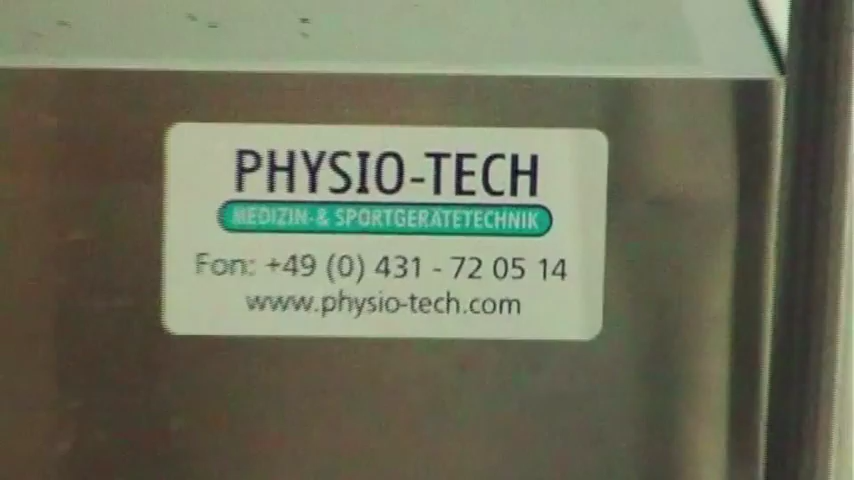 PHYSIO-TECH
MEDIZIN- & SPORTGERÄTETECHNIK
Fon: +49 (0) 431 - 72 05 14
www.physio-tech.com